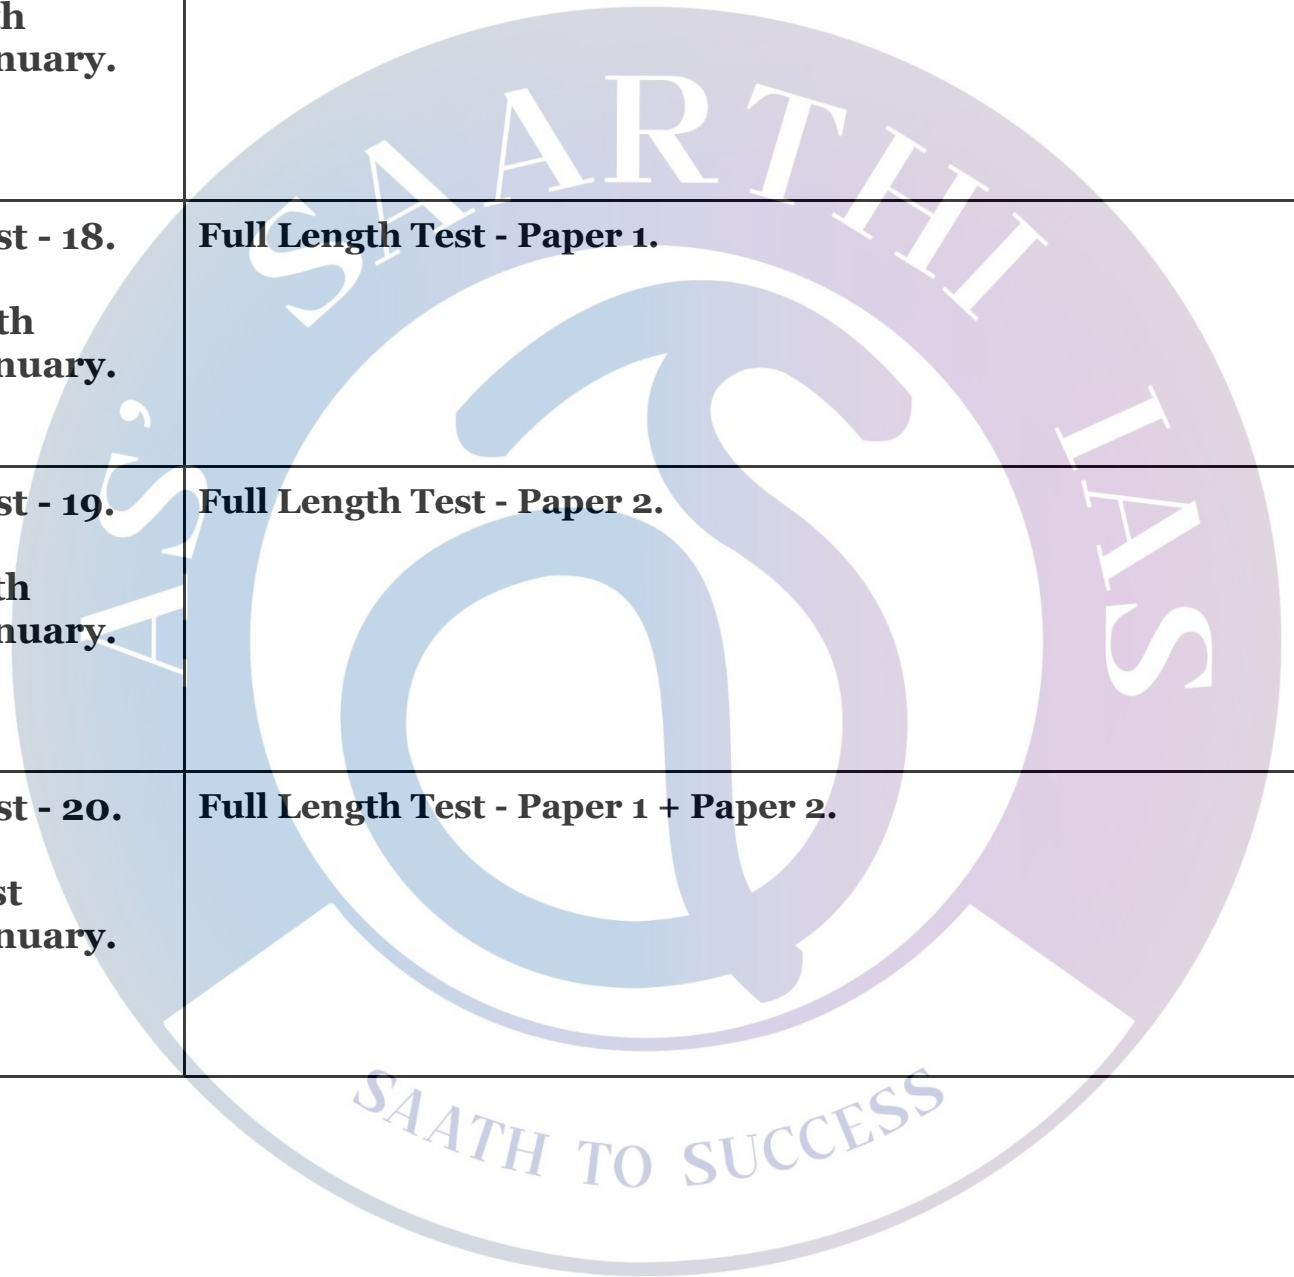 h
nuary.
st - 18.
Full Length Test - Paper 1.
th
nuary.
st - 19.
Full Length Test - Paper 2.
th
nuary.
st - 20.
Full Length Test - Paper 1 + Paper 2.
st
nuary.
AS' SAARTHI IAS
SAATH TO SUCCESS